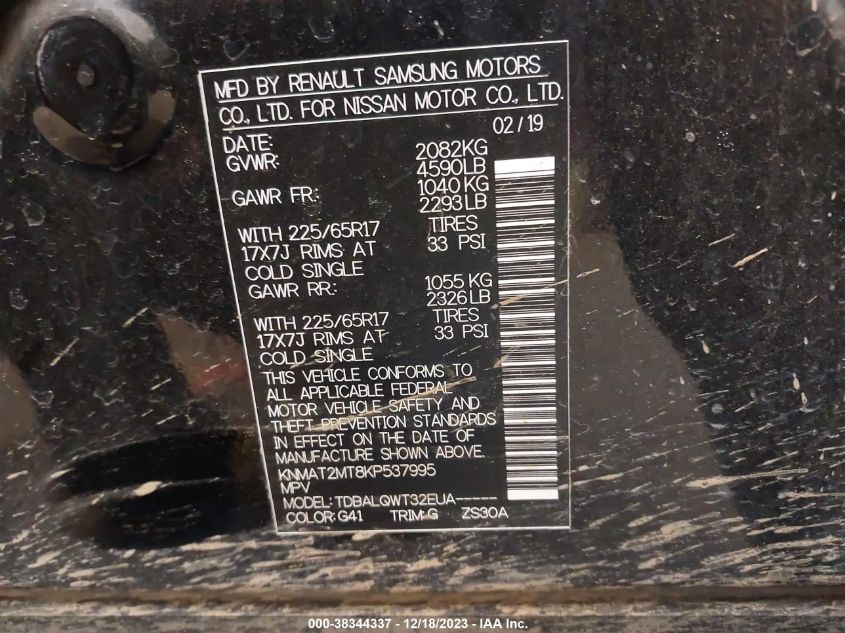 MFD BY RENAULT SAMSUNG MOTORS
CO., LTD. FOR NISSAN MOTOR CO., LTD.
DATE: 02/19
GVWR: 2082KG
4590LB
GAWR FR: 1040KG
2293LB
WITH 225/65R17 TIRES
17X7J RIMS AT 33 PSI
COLD SINGLE
GAWR RR: 1055KG
2326LB
WITH 225/65R17 TIRES
17X7J RIMS AT 33 PSI
COLD SINGLE
THIS VEHICLE CONFORMS TO
ALL APPLICABLE FEDERAL
MOTOR VEHICLE SAFETY AND
THEFT PREVENTION STANDARDS
IN EFFECT ON THE DATE OF
MANUFACTURE SHOWN ABOVE.
KNMAT2MT8KP537995
MPV
MODEL:TDBALQWT32EUA------
COLOR:G41 TRIM:G ZS30A
000-38344337 - 12/18/2023 - IAA Inc.